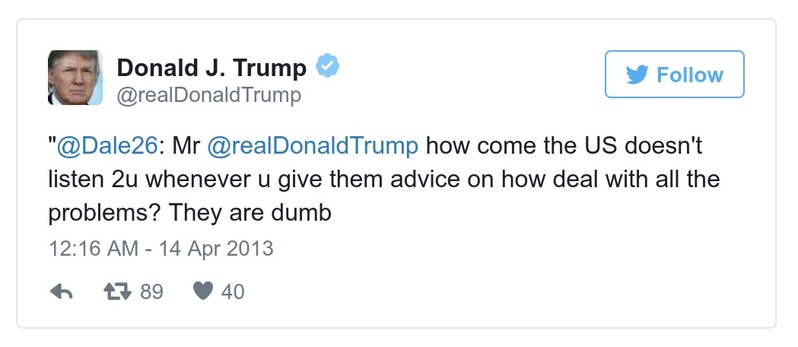 Donald J. Trump
@realDonaldTrump
Follow
"@Dale26: Mr @realDonaldTrump how come the US doesn't
listen 2u whenever u give them advice on how deal with all the
problems? They are dumb
12:16 AM - 14 Apr 2013
89 40